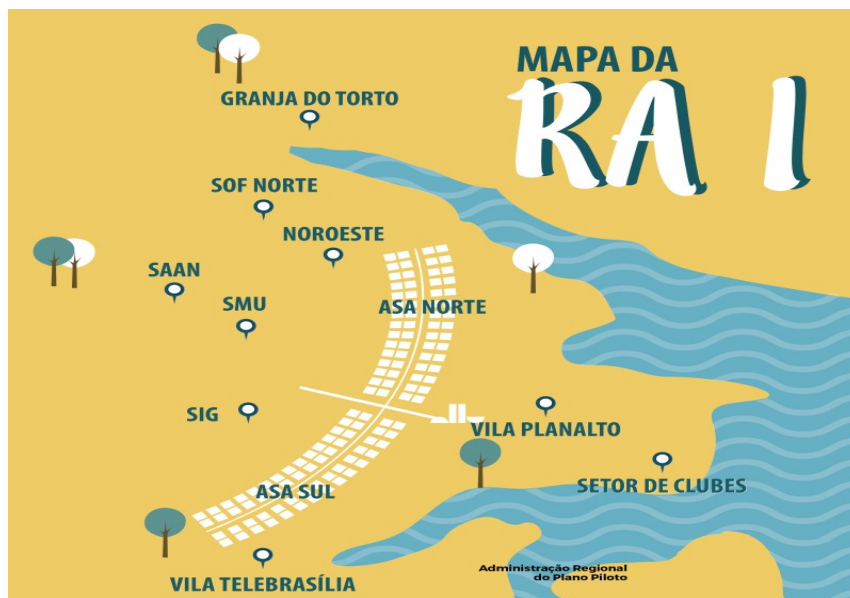 MAPA DA
RA I
GRANJA DO TORTO
SOF NORTE
NOROESTE
SAAN
ASA NORTE
SMU
SIG
VILA PLANALTO
SETOR DE CLUBES
ASA SUL
Administração Regional
do Plano Piloto
VILA TELEBRASÍLIA